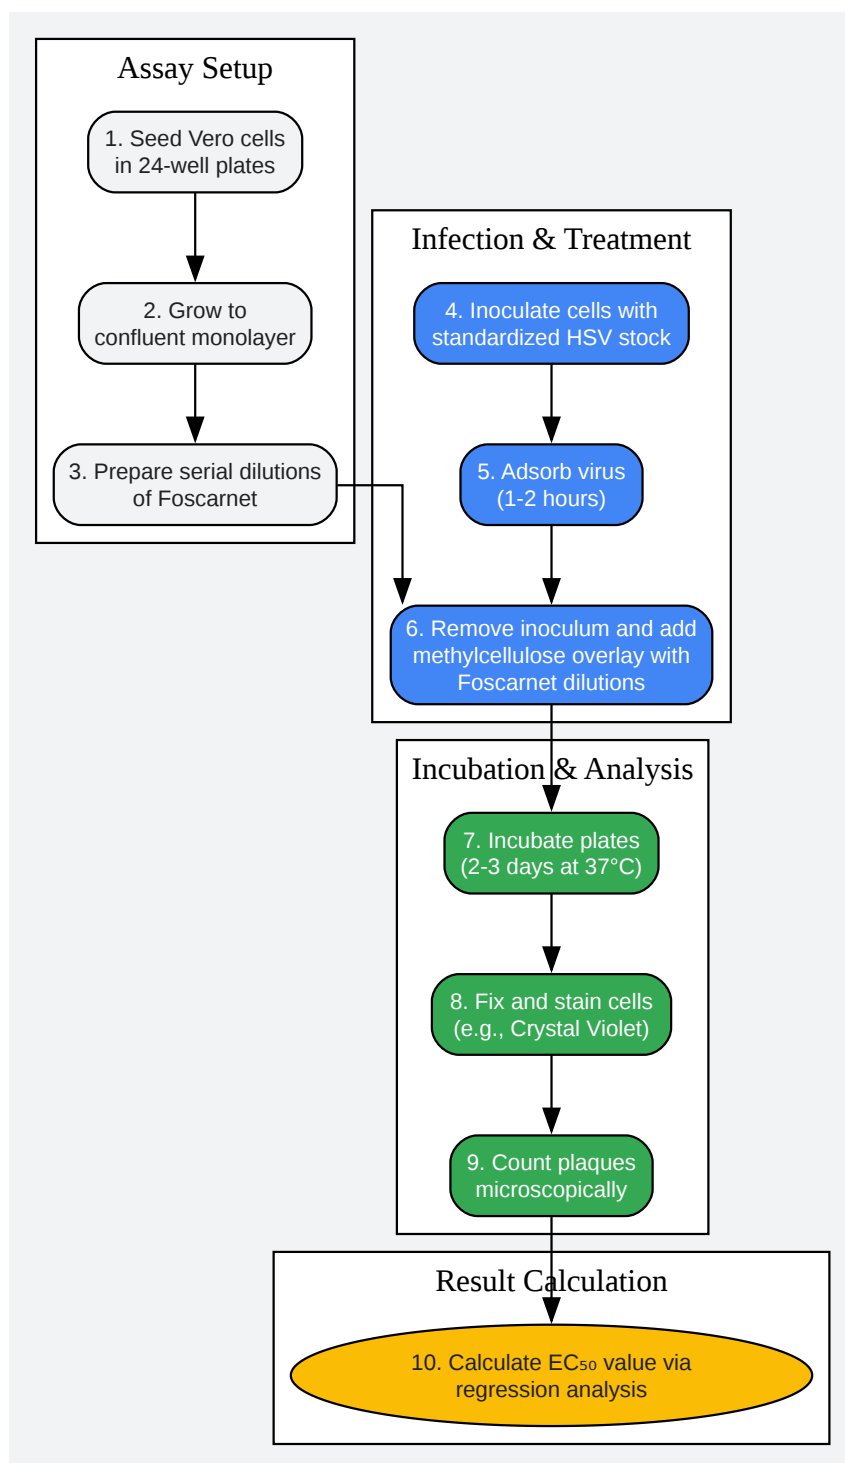 Assay Setup
1. Seed Vero cells
in 24-well plates
2. Grow to
confluent monolayer
3. Prepare serial dilutions
of Foscarnet
Infection & Treatment
4. Inoculate cells with
standardized HSV stock
5. Adsorb virus
(1-2 hours)
6. Remove inoculum and add
methylcellulose overlay with
Foscarnet dilutions
Incubation & Analysis
7. Incubate plates
(2-3 days at 37°C)
8. Fix and stain cells
(e.g., Crystal Violet)
9. Count plaques
microscopically
Result Calculation
10. Calculate EC₅₀ value via
regression analysis